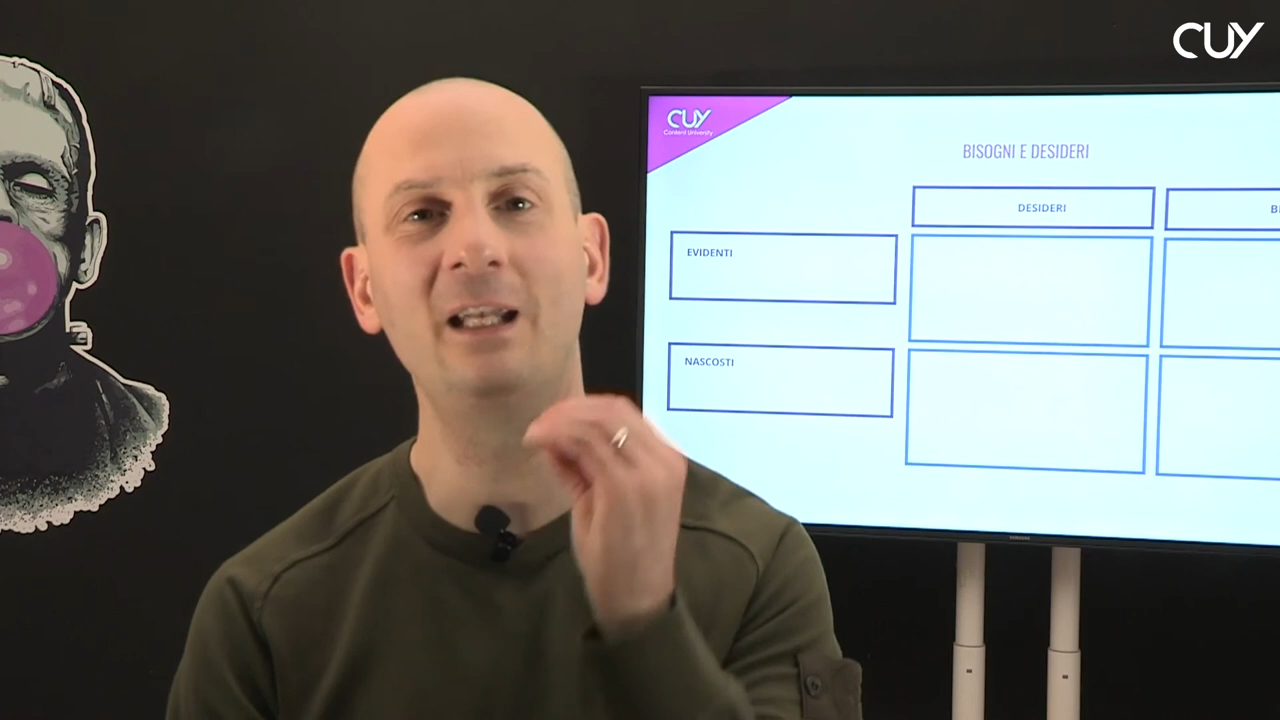 CUY
CUY
Content University
BISOGNI E DESIDERI
DESIDERI
EVIDENTI
NASCOSTI